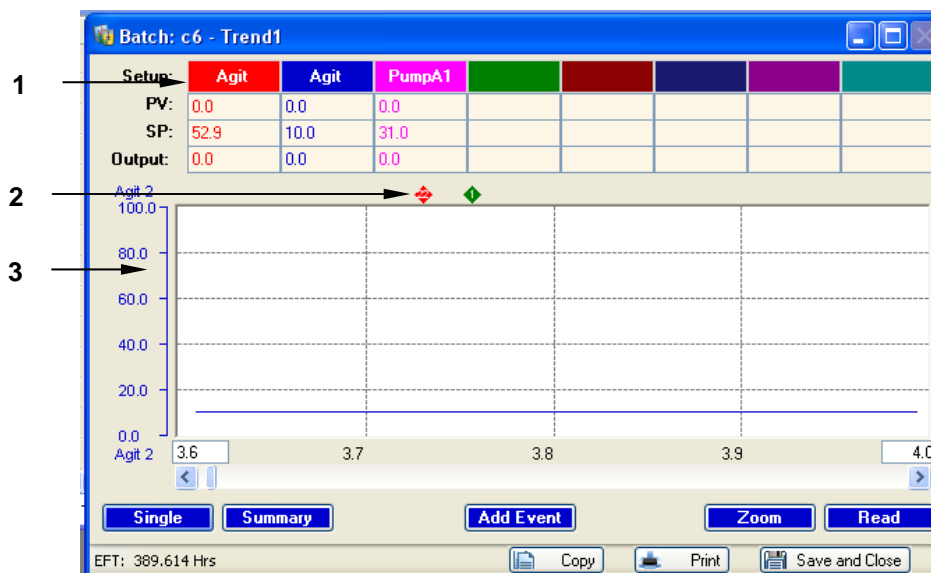 Batch: c6 - Trend1
1
Setup: Agit Agit PumpA1
PV: 0.0 0.0 0.0
SP: 52.9 10.0 31.0
Output: 0.0 0.0 0.0
2
Agit 2
1
100.0
80.0
3
60.0
40.0
20.0
0.0
Agit 2 3.6 3.7 3.8 3.9 4.0
Single Summary Add Event Zoom Read
EFT: 389.614 Hrs Copy Print Save and Close